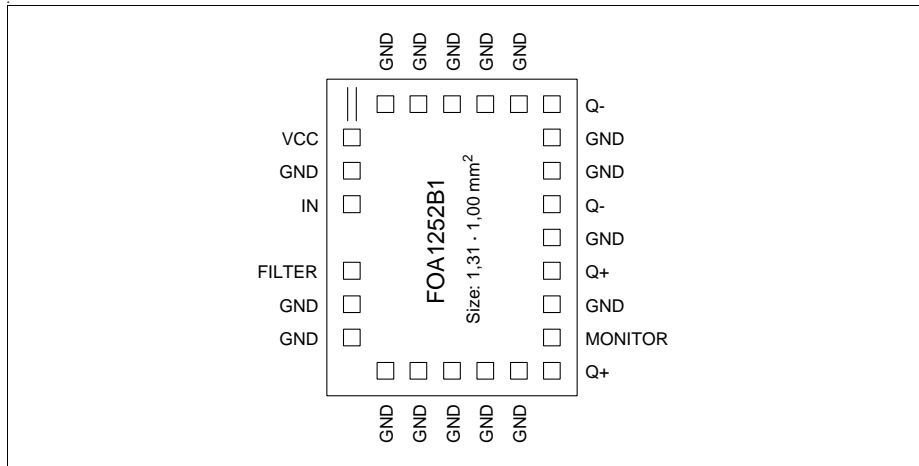 GND GND GND GND GND
Q-
VCC
GND
GND
GND
IN
Q-
GND
FILTER
Q+
GND
GND
GND
MONITOR
Q+
FOA1252B1
Size: 1,31 · 1,00 mm²
GND GND GND GND GND